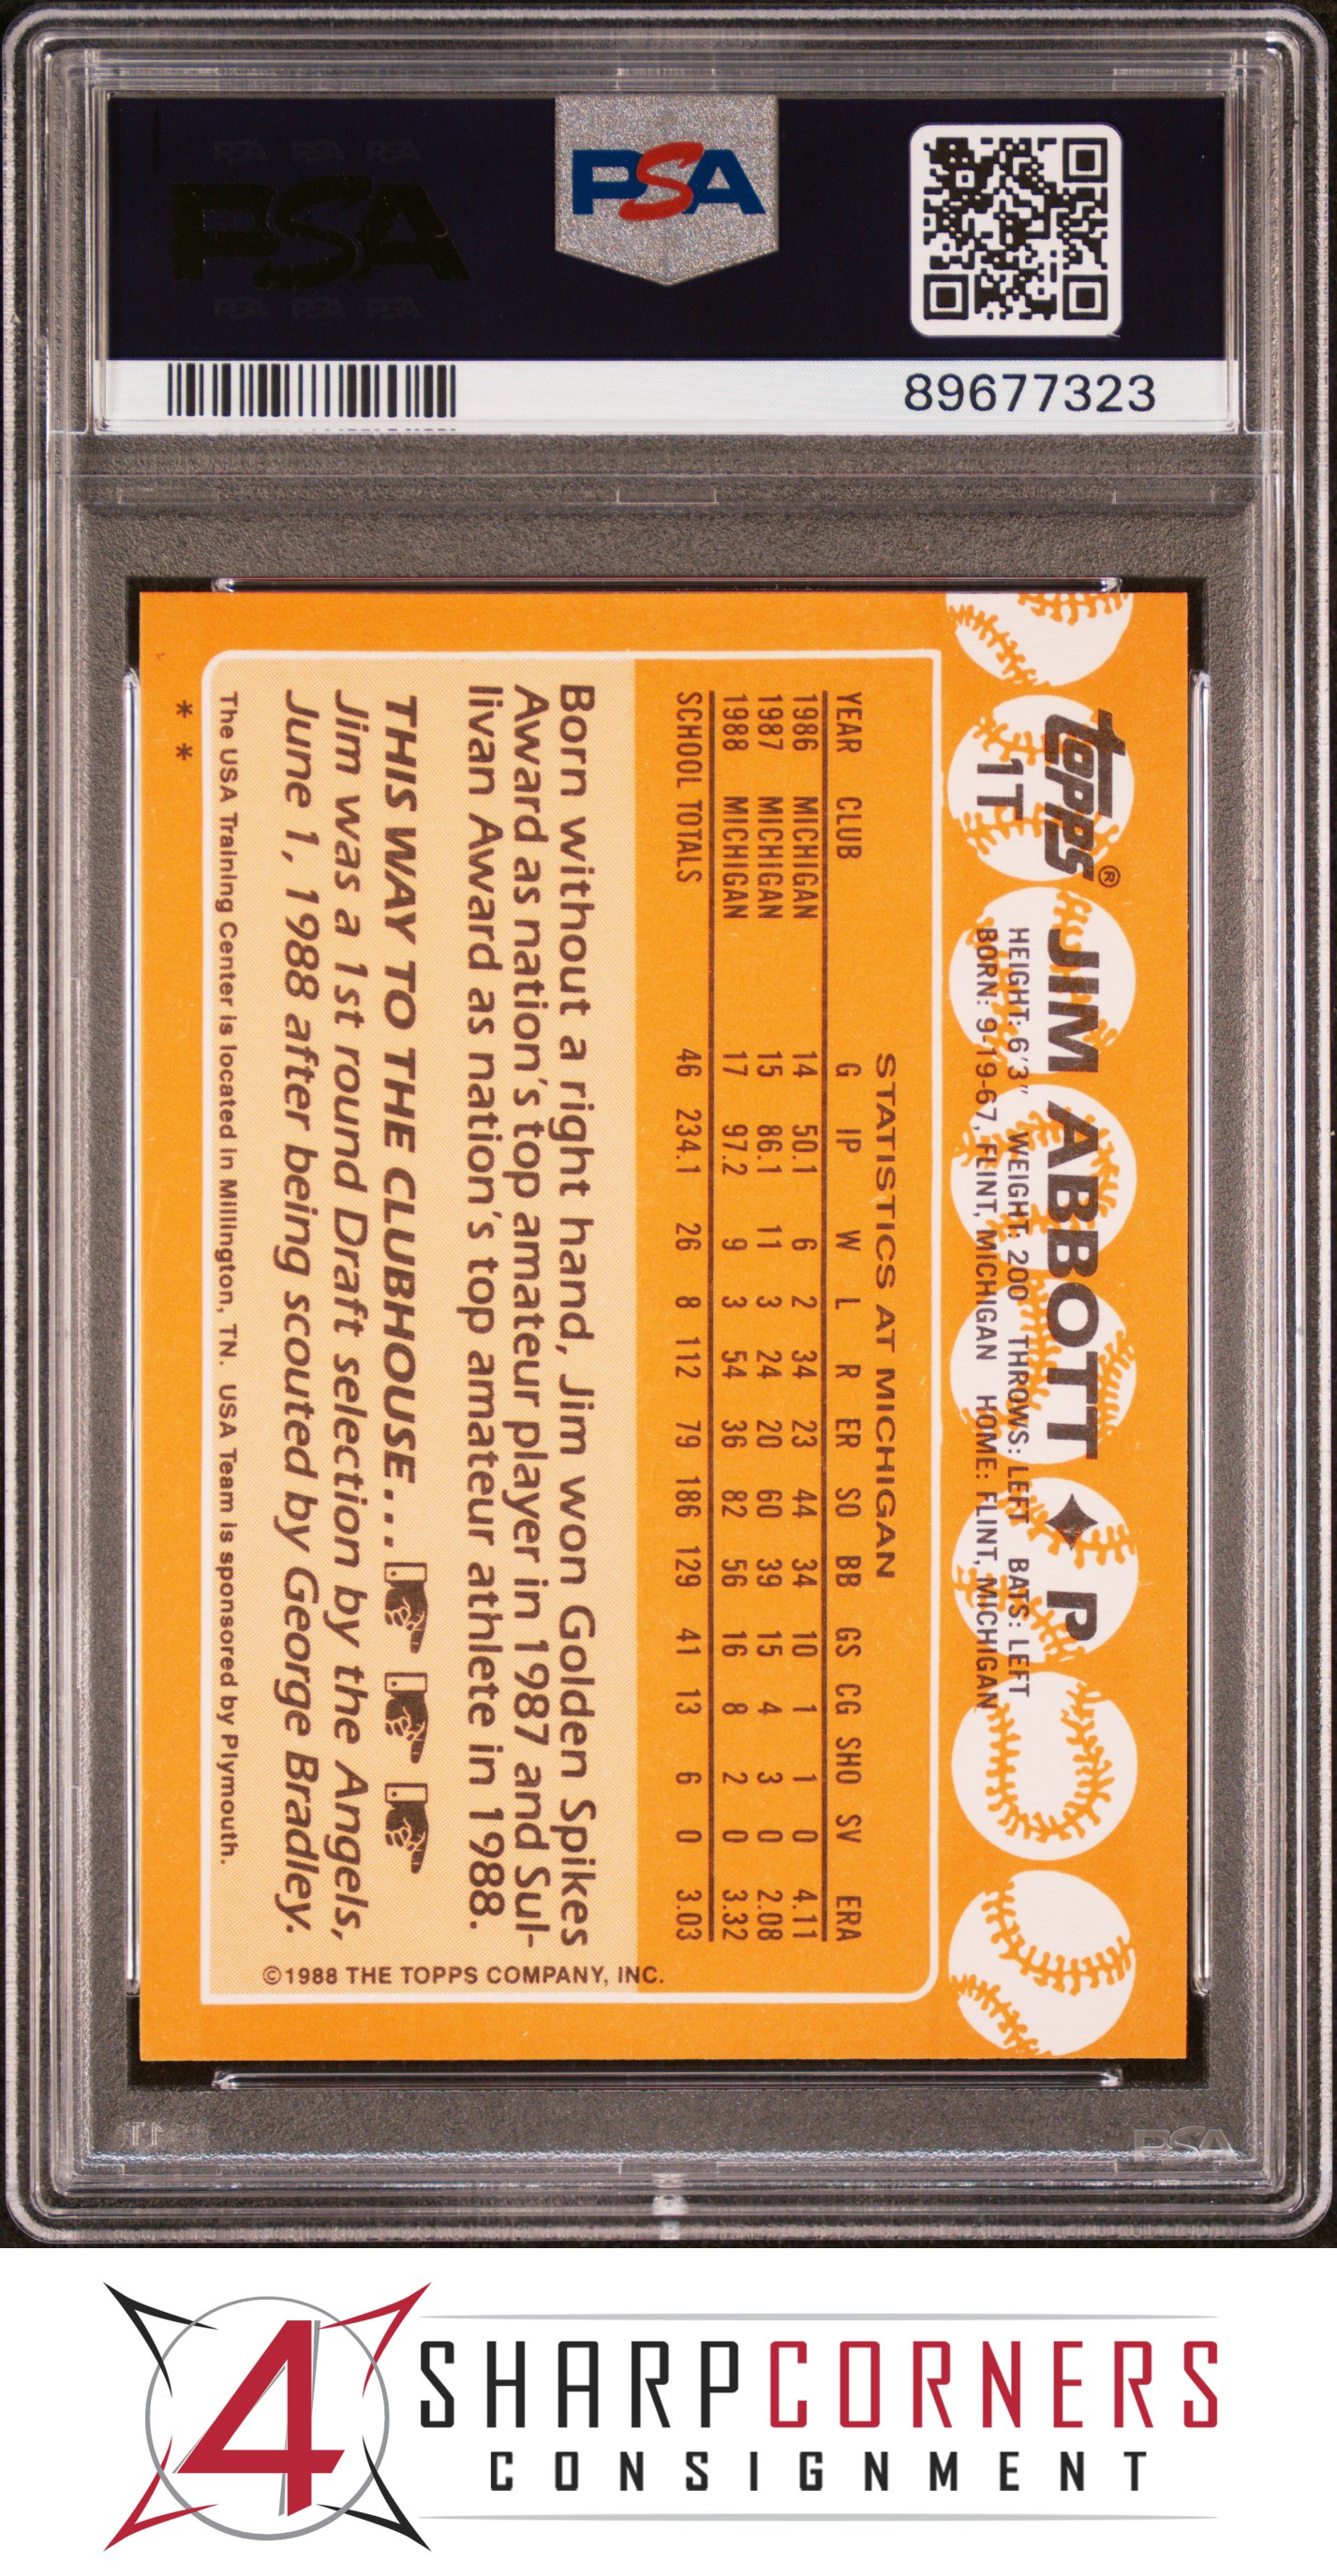 PSA PSA PSA
PSA
PSA PSA PSA
PSA
89677323
topps®
1T
JIM ABBOTT ✦ P
HEIGHT: 6'3" WEIGHT: 200 THROWS: LEFT BATS: LEFT
BORN: 9-19-67, FLINT, MICHIGAN HOME: FLINT, MICHIGAN
STATISTICS AT MICHIGAN
YEAR CLUB G IP W L R ER SO BB GS CG SHO SV ERA
1986 MICHIGAN 14 50.1 6 2 34 23 44 34 10 1 1 0 4.11
1987 MICHIGAN 15 86.1 11 3 24 20 60 39 15 4 3 0 2.08
1988 MICHIGAN 17 97.2 9 3 54 36 82 56 16 8 2 0 3.32
SCHOOL TOTALS 46 234.1 26 8 112 79 186 129 41 13 6 0 3.03
Born without a right hand, Jim won Golden Spikes
Award as nation's top amateur player in 1987 and Sul-
livan Award as nation's top amateur athlete in 1988.
THIS WAY TO THE CLUBHOUSE...
Jim was a 1st round Draft selection by the Angels,
June 1, 1988 after being scouted by George Bradley.
©1988 THE TOPPS COMPANY, INC.
The USA Training Center is located in Millington, TN. USA Team is sponsored by Plymouth.
* *
PSA
4
SHARPCORNERS
CONSIGNMENT